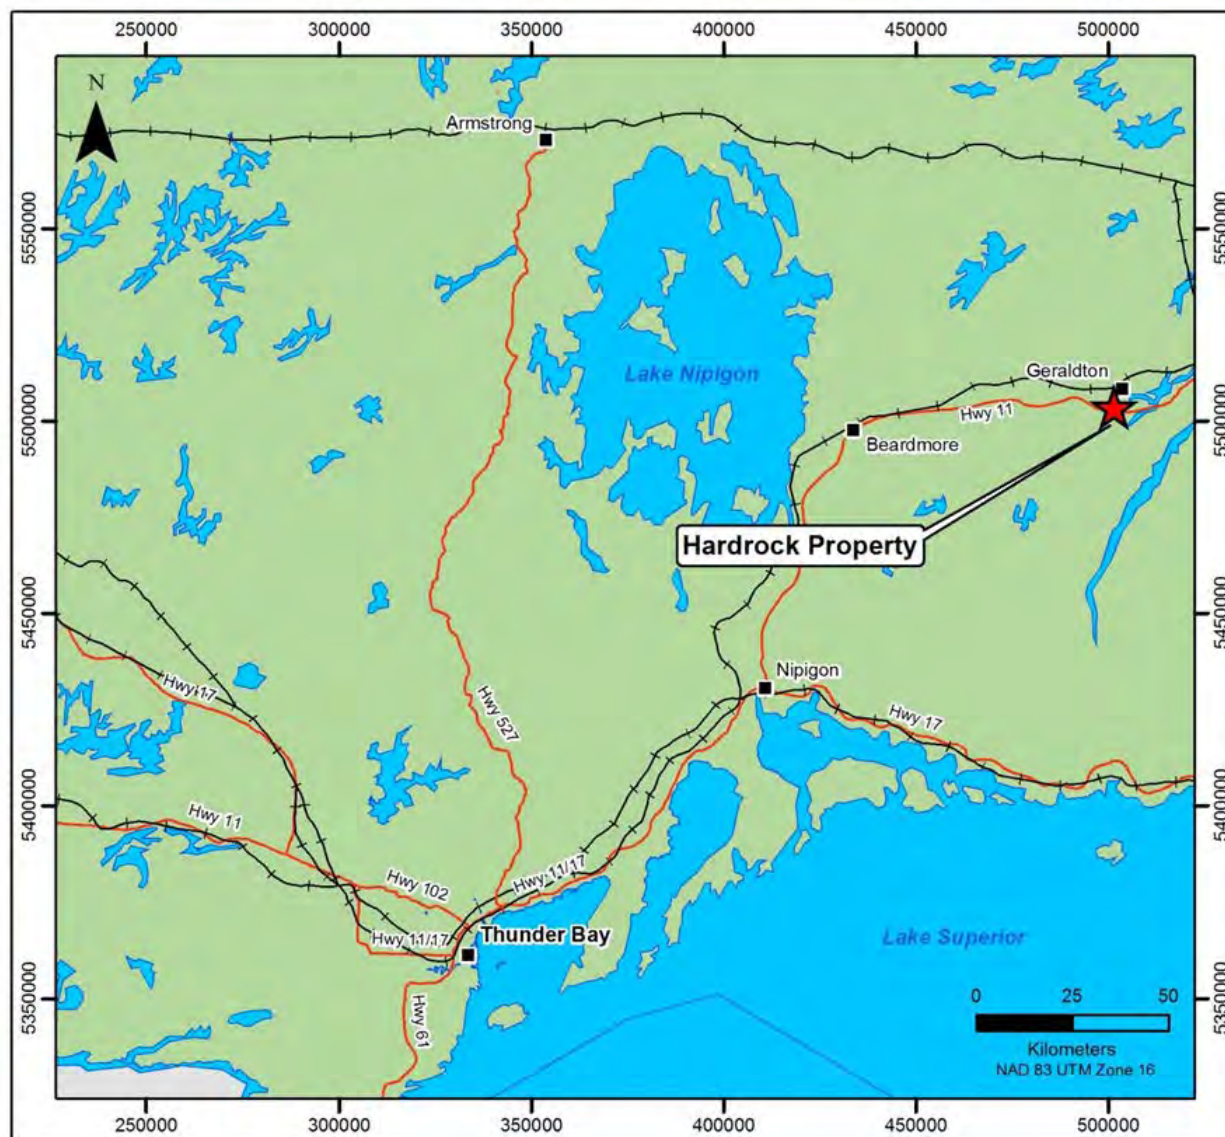 250000 300000 350000 400000 450000 500000
N
Armstrong
5550000 5550000
Lake Nipigon
Geraldton
Hwy 11
5500000 5500000
Beardmore
Hardrock Property
5450000 5450000
Nipigon
Hwy 17
Hwy 527
Hwy 17
5400000 5400000
Hwy 11
Hwy 11/17
Hwy 102
Hwy 11/17
Thunder Bay
Lake Superior
5350000 5350000
Hwy 61
0 25 50
Kilometers
NAD 83 UTM Zone 16
250000 300000 350000 400000 450000 500000